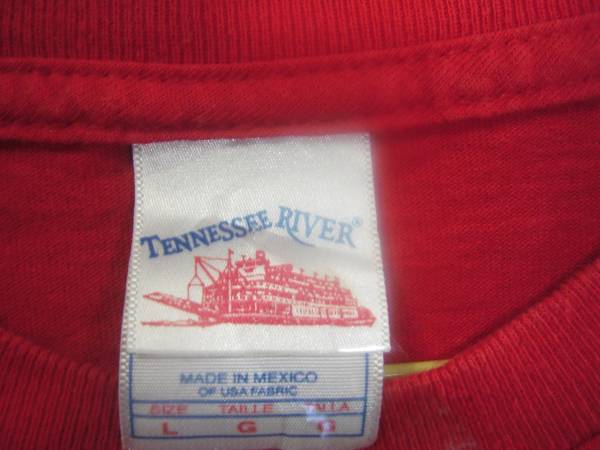 TENNESSEE RIVER®
MADE IN MEXICO
OF USA FABRIC
SIZE TAILLE TALLA
L G G